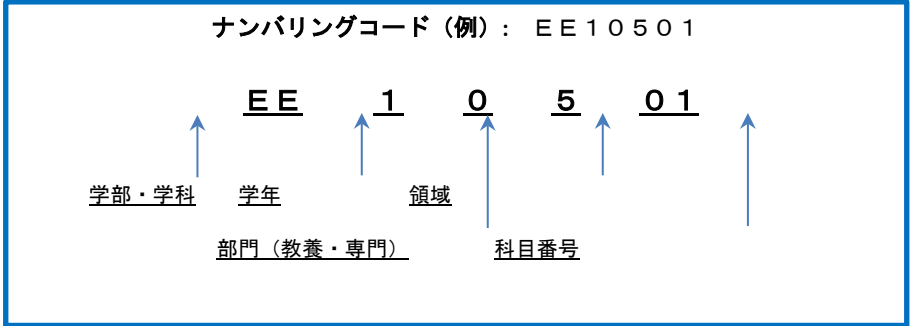 ナンバリングコード（例）： ＥＥ１０５０１
ＥＥ １ ０ ５ ０１
学部・学科 学年 領域
部門（教養・専門） 科目番号